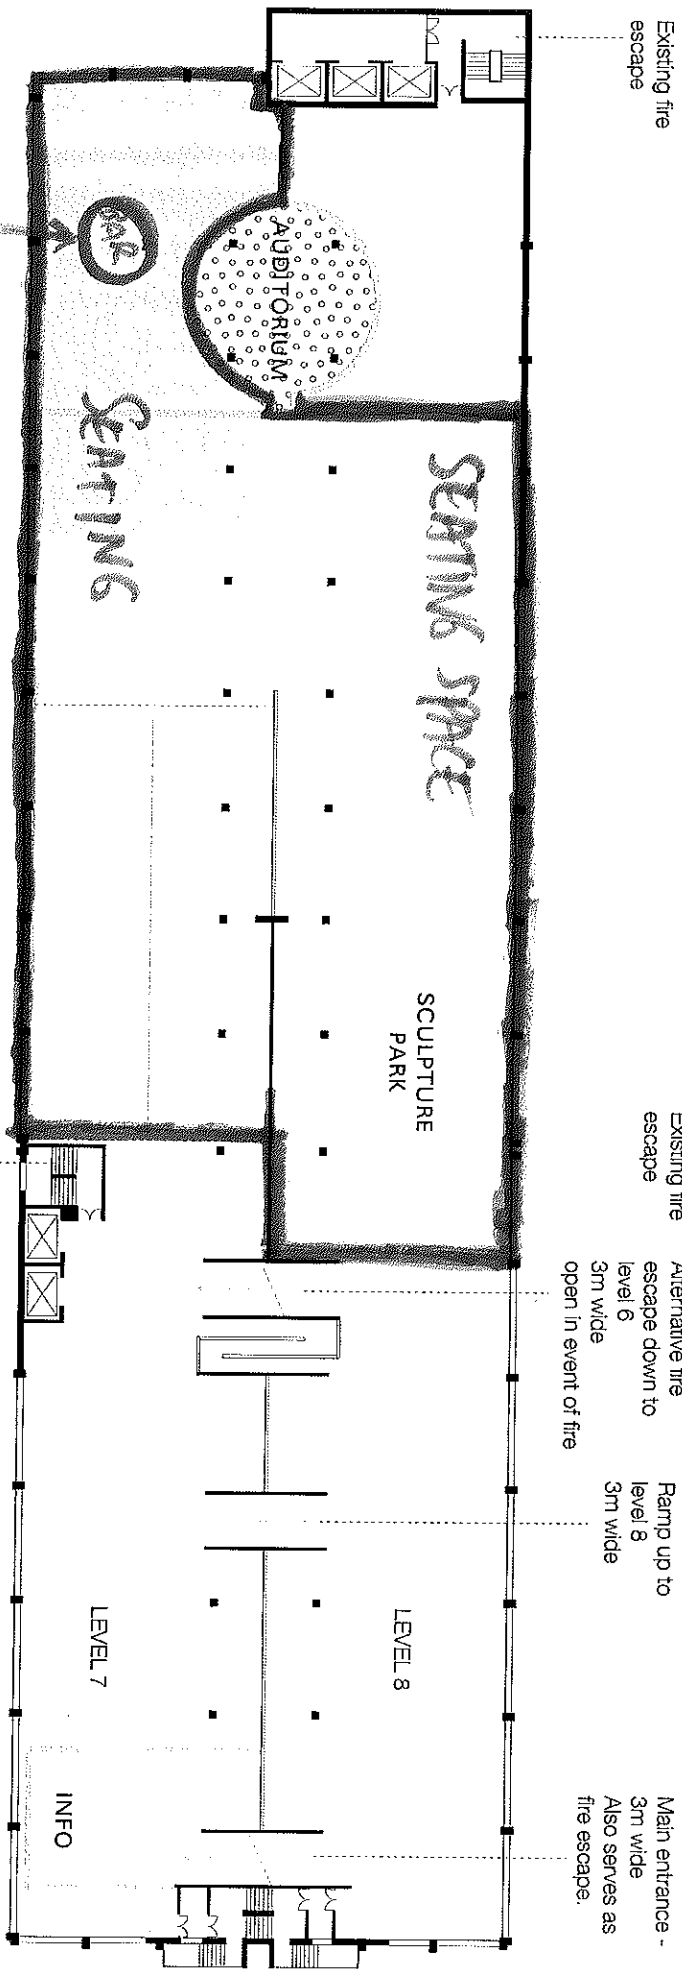 Existing fire
escape
BAR
AUDITORIUM
SEATING
SEATING SPACE
SCULPTURE
PARK
Existing fire
escape
Alternative fire
escape down to
level 6
3m wide
open in event of fire
Ramp up to
level 8
3m wide
LEVEL 7
LEVEL 8
INFO
Main entrance -
3m wide
Also serves as
fire escape.